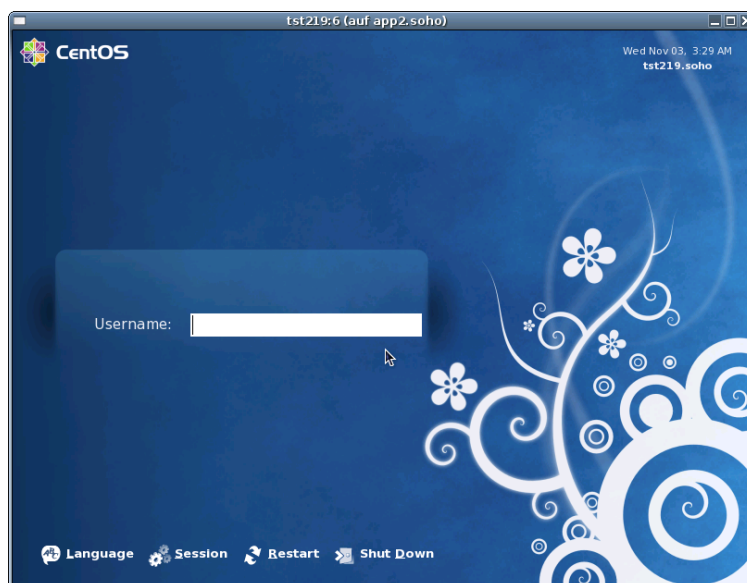 tst219:6 (auf app2.soho)
CentOS
Wed Nov 03, 3:29 AM
tst219.soho
Username:
Language Session Restart Shut Down